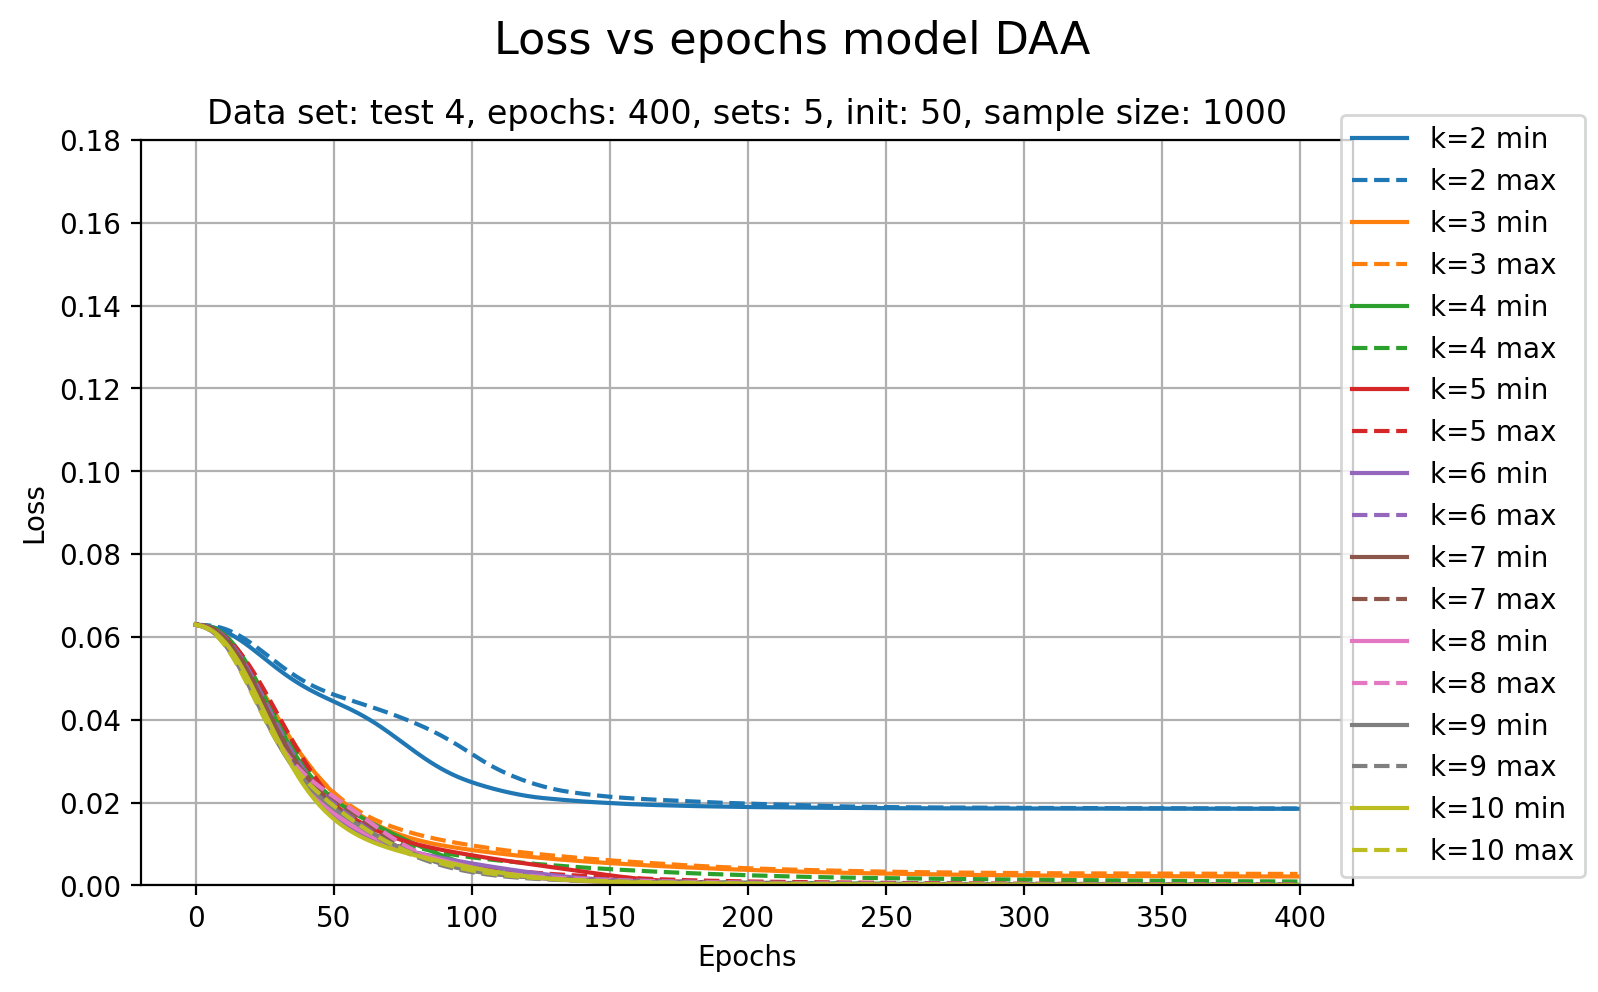 Loss vs epochs model DAA
Data set: test 4, epochs: 400, sets: 5, init: 50, sample size: 1000
0.18
0.16
0.14
0.12
0.10
0.08
0.06
0.04
0.02
0.00
Loss
0 50 100 150 200 250 300 350 400
Epochs
k=2 min
k=2 max
k=3 min
k=3 max
k=4 min
k=4 max
k=5 min
k=5 max
k=6 min
k=6 max
k=7 min
k=7 max
k=8 min
k=8 max
k=9 min
k=9 max
k=10 min
k=10 max